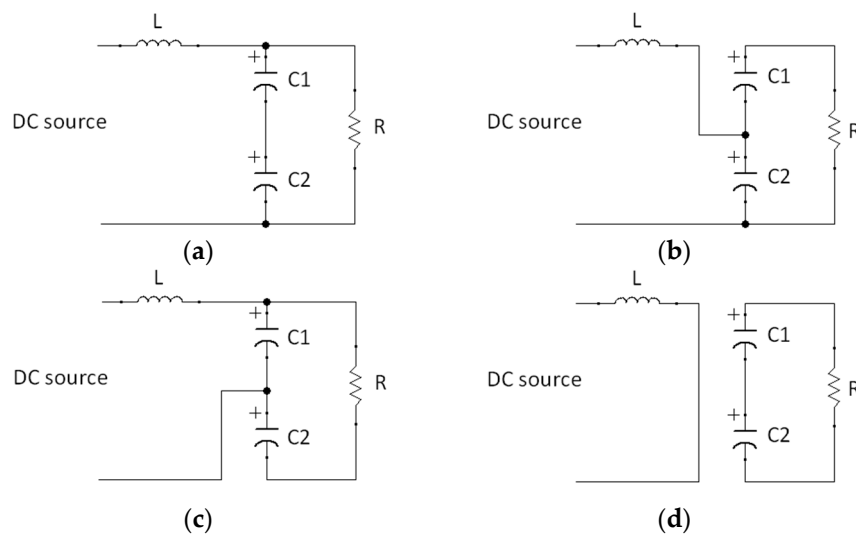 L
+
C1
DC source
R
+
C2
(a)
L
+
C1
DC source
R
+
C2
(b)
L
+
C1
DC source
R
+
C2
(c)
L
+
C1
DC source
R
+
C2
(d)